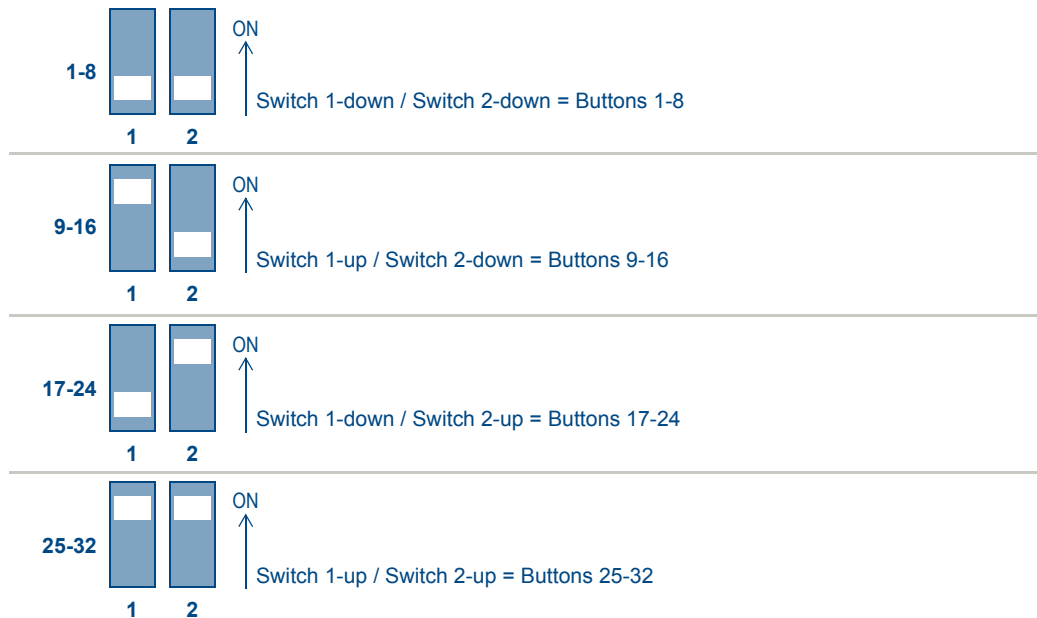 ON
1-8
Switch 1-down / Switch 2-down = Buttons 1-8
1 2
ON
9-16
Switch 1-up / Switch 2-down = Buttons 9-16
1 2
ON
17-24
Switch 1-down / Switch 2-up = Buttons 17-24
1 2
ON
25-32
Switch 1-up / Switch 2-up = Buttons 25-32
1 2